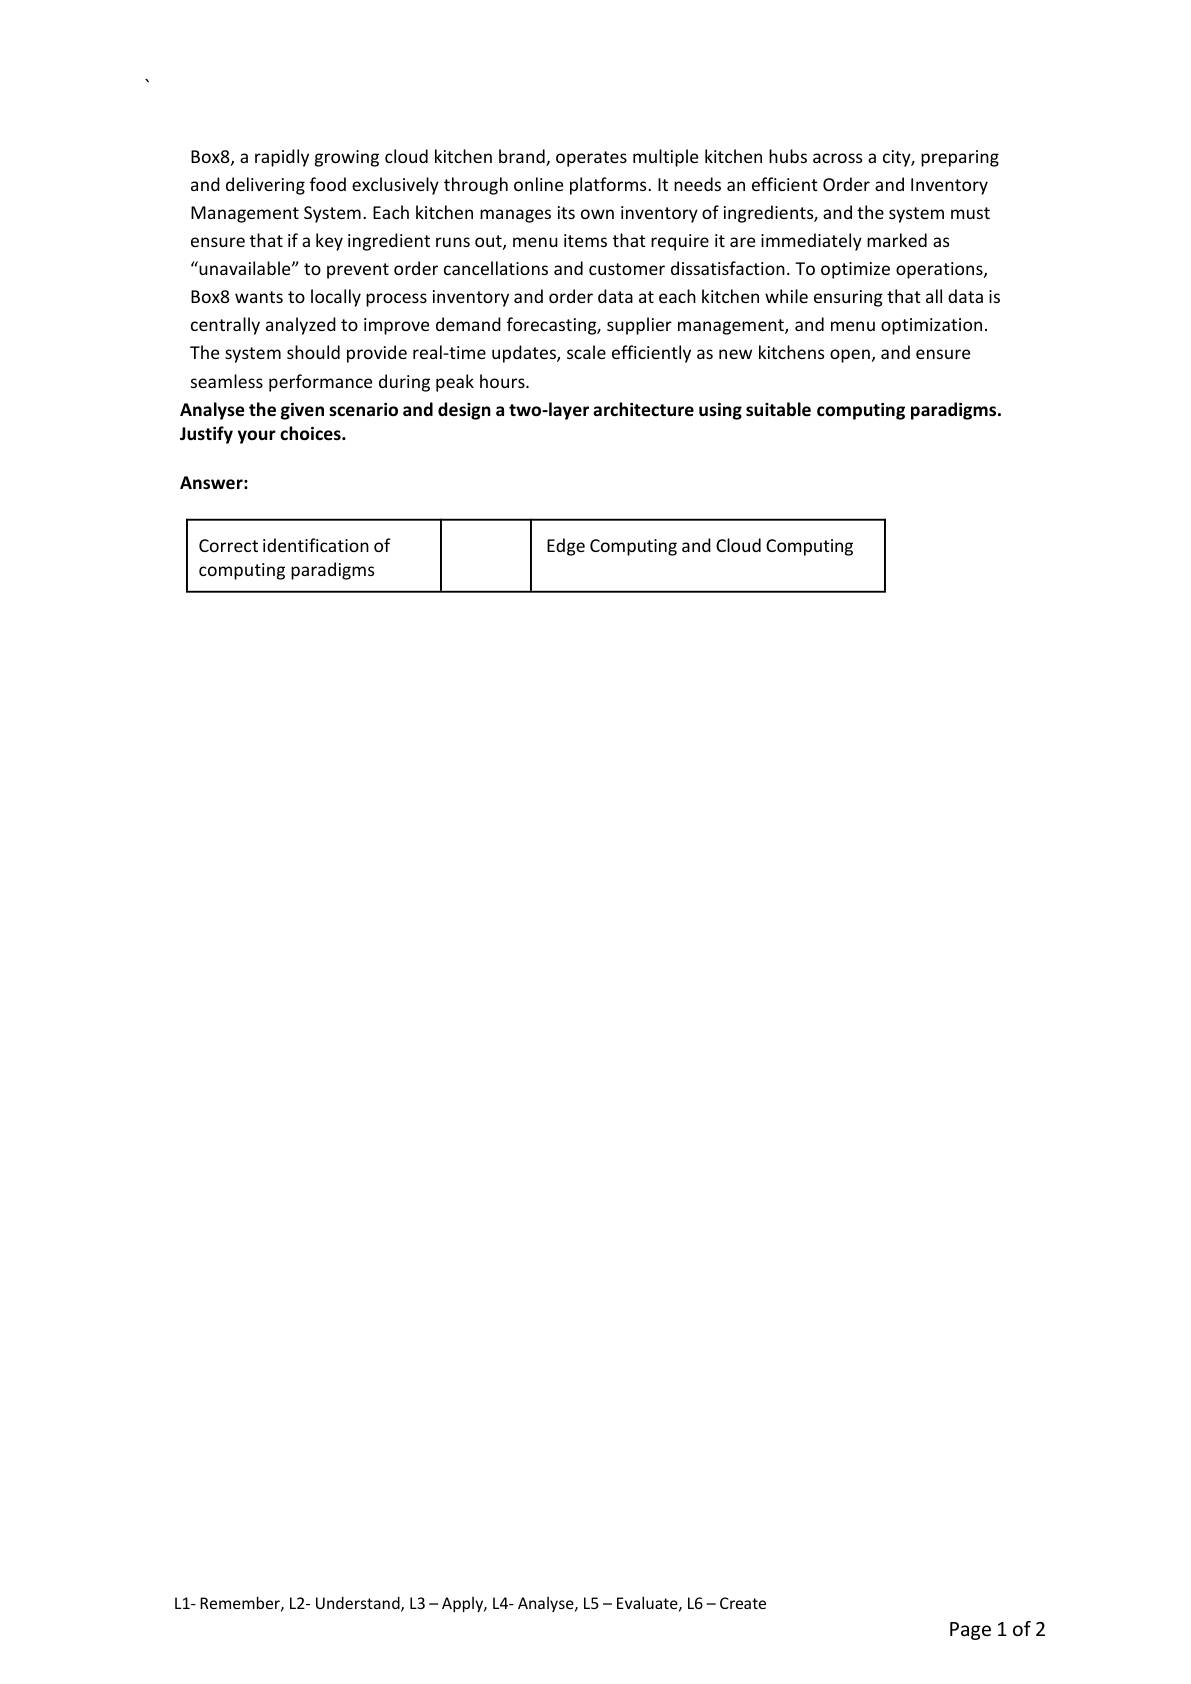 `
Box8, a rapidly growing cloud kitchen brand, operates multiple kitchen hubs across a city, preparing
and delivering food exclusively through online platforms. It needs an efficient Order and Inventory
Management System. Each kitchen manages its own inventory of ingredients, and the system must
ensure that if a key ingredient runs out, menu items that require it are immediately marked as
“unavailable” to prevent order cancellations and customer dissatisfaction. To optimize operations,
Box8 wants to locally process inventory and order data at each kitchen while ensuring that all data is
centrally analyzed to improve demand forecasting, supplier management, and menu optimization.
The system should provide real-time updates, scale efficiently as new kitchens open, and ensure
seamless performance during peak hours.
Analyse the given scenario and design a two-layer architecture using suitable computing paradigms.
Justify your choices.
Answer:
Correct identification of
computing paradigms
Edge Computing and Cloud Computing
L1- Remember, L2- Understand, L3 – Apply, L4- Analyse, L5 – Evaluate, L6 – Create
Page 1 of 2